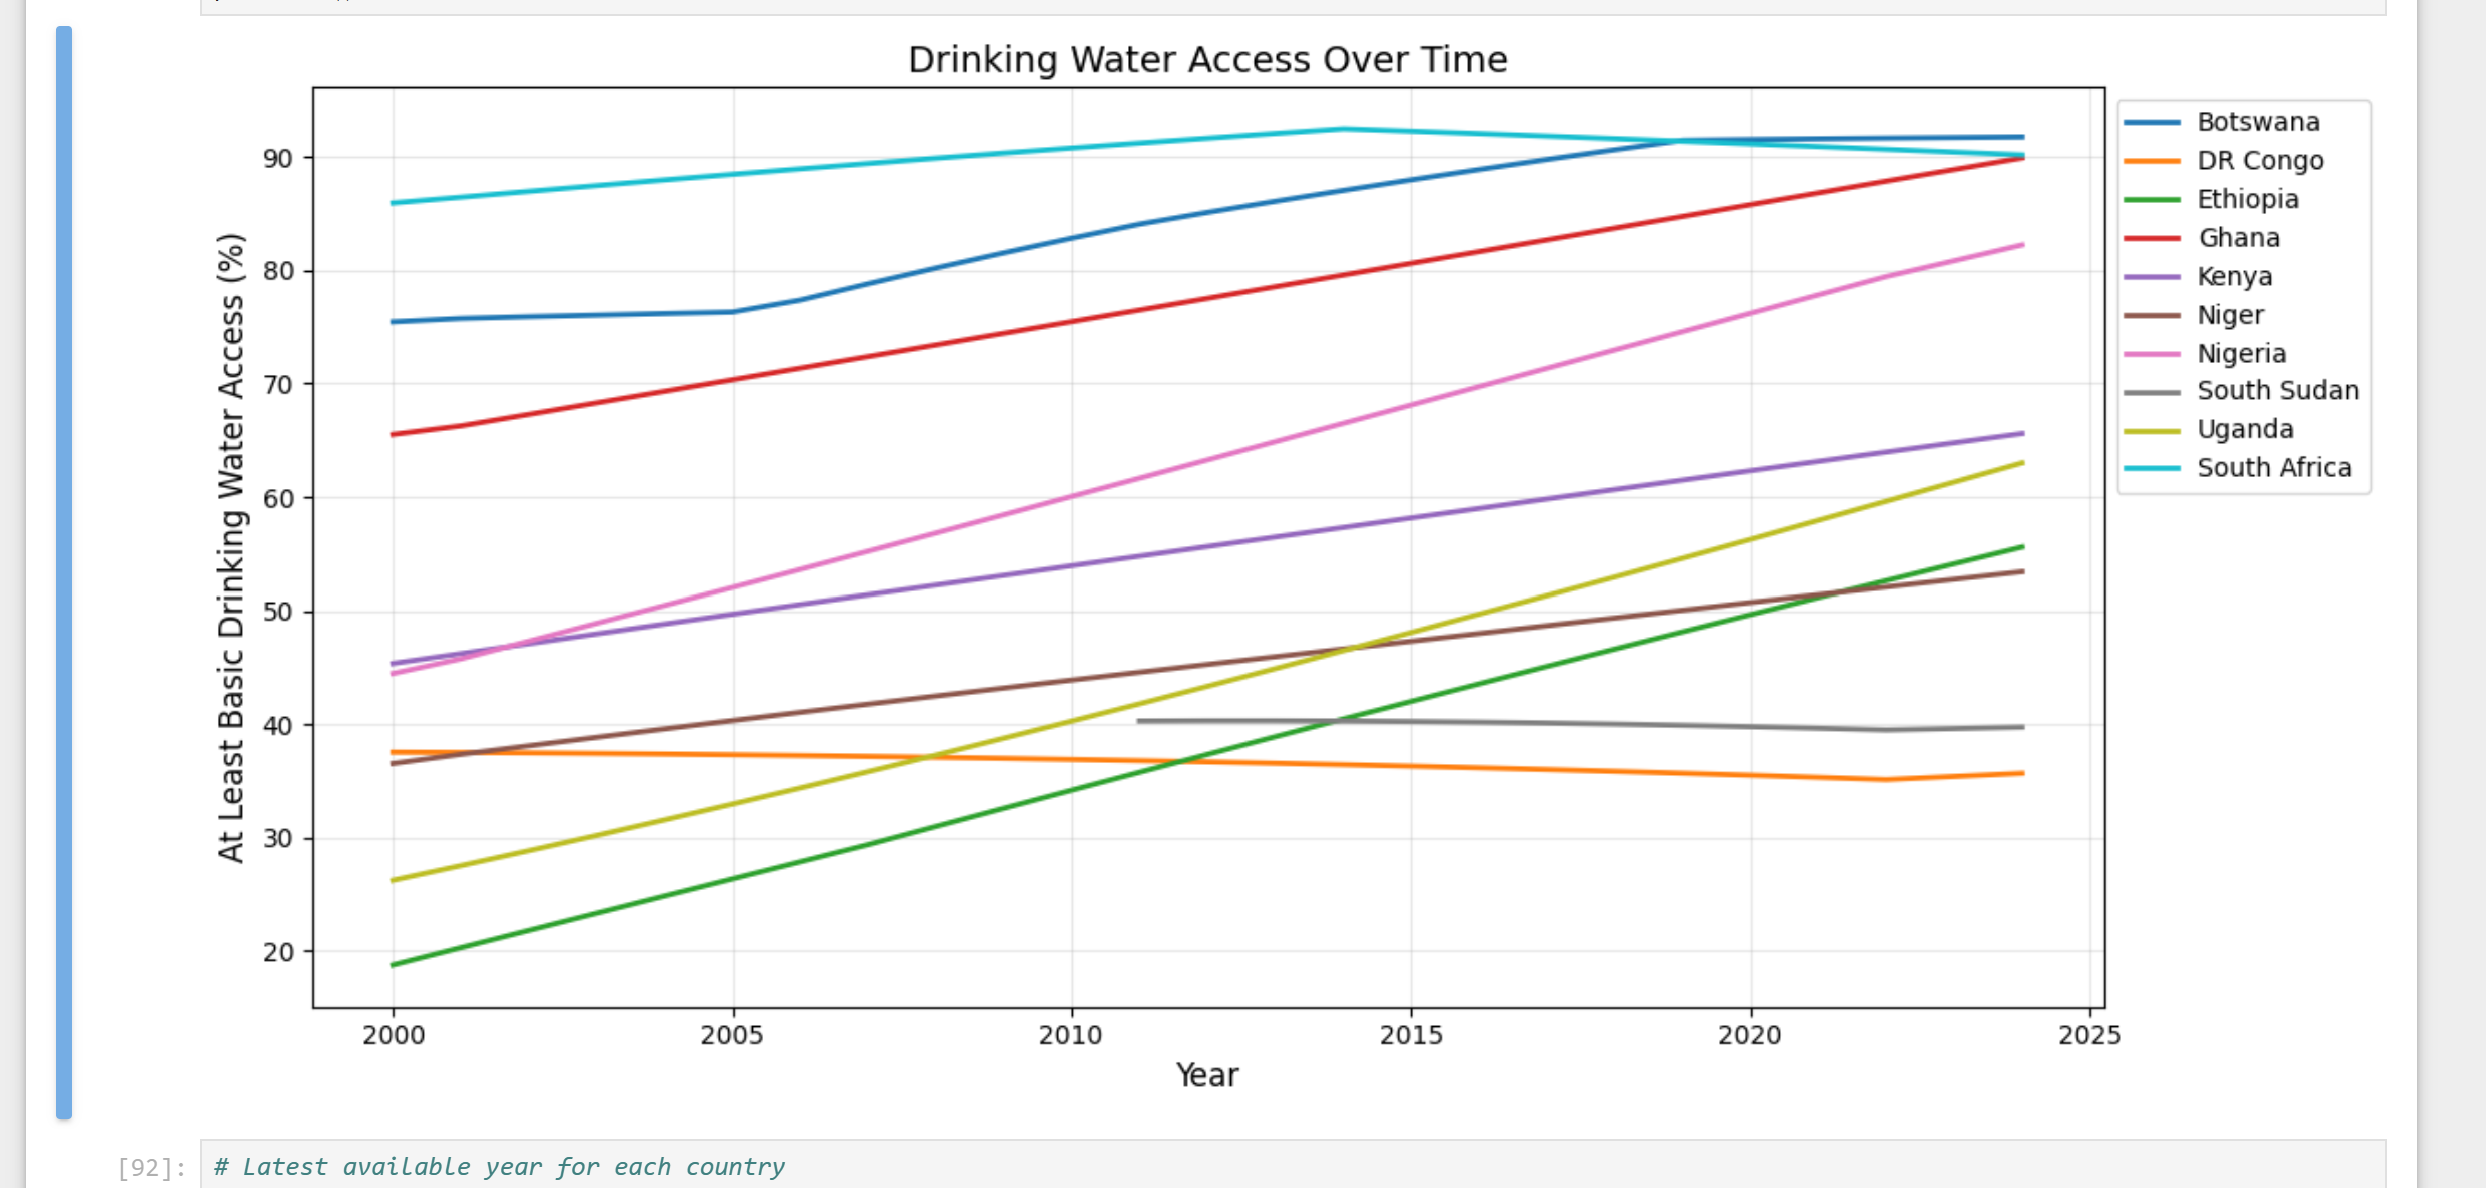 Drinking Water Access Over Time
At Least Basic Drinking Water Access (%)
90
80
70
60
50
40
30
20
2000 2005 2010 2015 2020 2025
Year
Botswana
DR Congo
Ethiopia
Ghana
Kenya
Niger
Nigeria
South Sudan
Uganda
South Africa
[92]: # Latest available year for each country